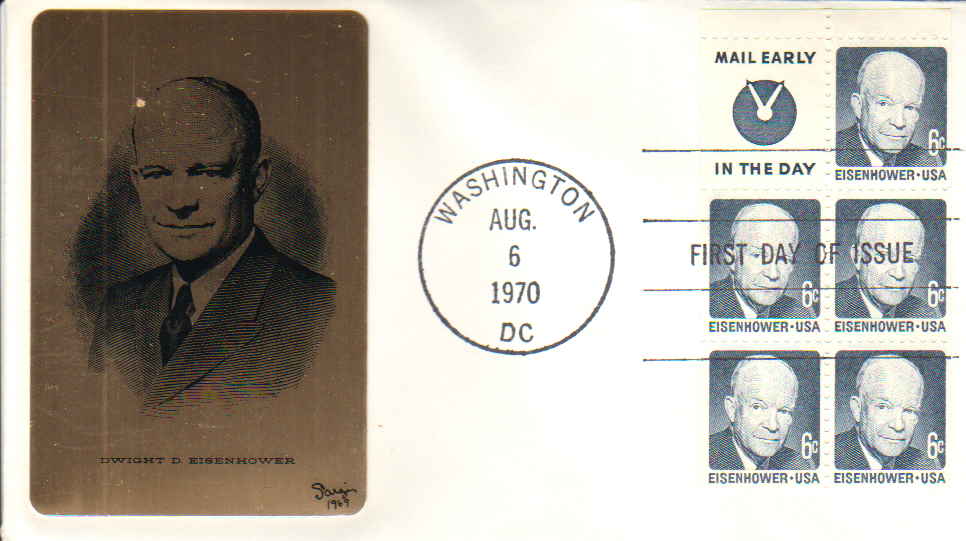 DWIGHT D. EISENHOWER
Sargis
1969
WASHINGTON
AUG.
6
1970
DC
MAIL EARLY
IN THE DAY
6c
EISENHOWER·USA
FIRST DAY OF ISSUE
6c
EISENHOWER·USA
6c
EISENHOWER·USA
6c
EISENHOWER·USA
6c
EISENHOWER·USA